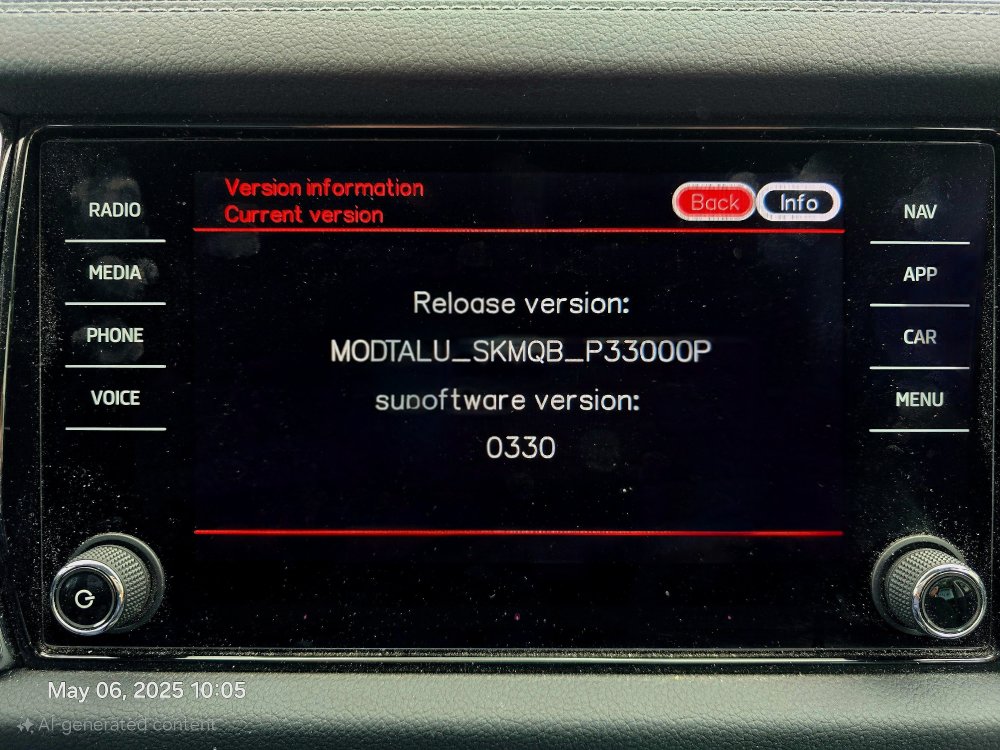 Version information
Current version
Back
Info
RADIO
MEDIA
PHONE
VOICE
NAV
APP
CAR
MENU
Reloase version:
MODTALU_SKMQB_P33000P
supoftware version:
0330
May 06, 2025 10:05
AI-generated content